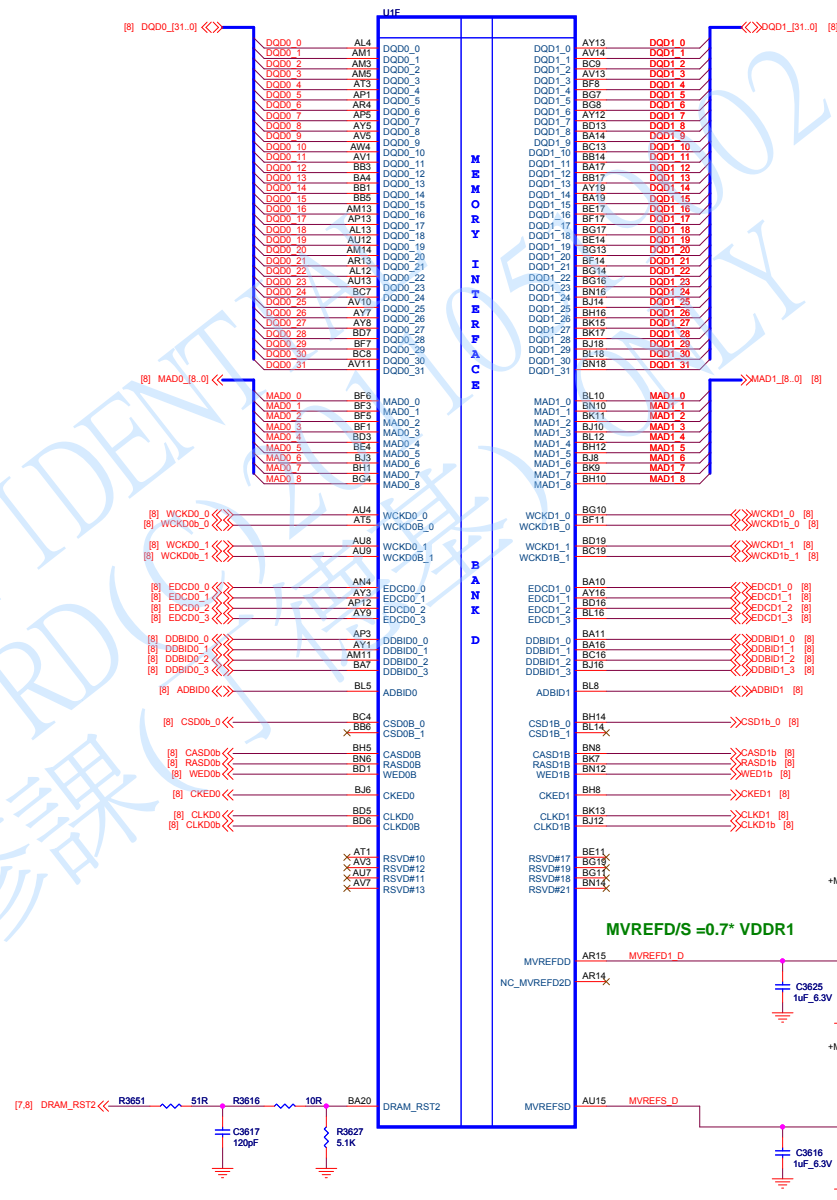 U1F
[8] DQD0_[31..0]
DQD1_[31..0] [8]
DQD0_0 AL4 DQD0_0 DQD1_0 AY13 DQD1_0
DQD0_1 AM1 DQD0_1 DQD1_1 AV14 DQD1_1
DQD0_2 AM3 DQD0_2 DQD1_2 BC9 DQD1_2
DQD0_3 AM5 DQD0_3 DQD1_3 AV13 DQD1_3
DQD0_4 AT3 DQD0_4 DQD1_4 BF8 DQD1_4
DQD0_5 AP1 DQD0_5 DQD1_5 BG7 DQD1_5
DQD0_6 AR4 DQD0_6 DQD1_6 BG8 DQD1_6
DQD0_7 AP5 DQD0_7 DQD1_7 AY12 DQD1_7
DQD0_8 AY5 DQD0_8 DQD1_8 BD13 DQD1_8
DQD0_9 AV5 DQD0_9 DQD1_9 BA14 DQD1_9
DQD0_10 AW4 DQD0_10 DQD1_10 BC13 DQD1_10
DQD0_11 AV1 DQD0_11 DQD1_11 BB14 DQD1_11
DQD0_12 BB3 DQD0_12 DQD1_12 BA17 DQD1_12
DQD0_13 BA4 DQD0_13 DQD1_13 BB17 DQD1_13
DQD0_14 BB1 DQD0_14 DQD1_14 AY19 DQD1_14
DQD0_15 BB5 DQD0_15 DQD1_15 BA19 DQD1_15
DQD0_16 AM13 DQD0_16 DQD1_16 BE17 DQD1_16
DQD0_17 AP13 DQD0_17 DQD1_17 BF17 DQD1_17
DQD0_18 AL13 DQD0_18 DQD1_18 BG17 DQD1_18
DQD0_19 AU12 DQD0_19 DQD1_19 BE14 DQD1_19
DQD0_20 AM14 DQD0_20 DQD1_20 BG13 DQD1_20
DQD0_21 AR13 DQD0_21 DQD1_21 BF14 DQD1_21
DQD0_22 AL12 DQD0_22 DQD1_22 BG14 DQD1_22
DQD0_23 AU13 DQD0_23 DQD1_23 BG16 DQD1_23
DQD0_24 BC7 DQD0_24 DQD1_24 BN16 DQD1_24
DQD0_25 AV10 DQD0_25 DQD1_25 BJ14 DQD1_25
DQD0_26 AY7 DQD0_26 DQD1_26 BH16 DQD1_26
DQD0_27 AY8 DQD0_27 DQD1_27 BK15 DQD1_27
DQD0_28 BD7 DQD0_28 DQD1_28 BK17 DQD1_28
DQD0_29 BF7 DQD0_29 DQD1_29 BJ18 DQD1_29
DQD0_30 BC8 DQD0_30 DQD1_30 BL18 DQD1_30
DQD0_31 AV11 DQD0_31 DQD1_31 BN18 DQD1_31
MEMORY INTERFACE
BANK D
[8] MAD0_[8..0]
MAD1_[8..0] [8]
MAD0_0 BF6 MAD0_0 MAD1_0 BL10 MAD1_0
MAD0_1 BF3 MAD0_1 MAD1_1 BN10 MAD1_1
MAD0_2 BF5 MAD0_2 MAD1_2 BK11 MAD1_2
MAD0_3 BF1 MAD0_3 MAD1_3 BJ10 MAD1_3
MAD0_4 BD3 MAD0_4 MAD1_4 BL12 MAD1_4
MAD0_5 BE4 MAD0_5 MAD1_5 BH12 MAD1_5
MAD0_6 BJ3 MAD0_6 MAD1_6 BJ8 MAD1_6
MAD0_7 BH1 MAD0_7 MAD1_7 BK9 MAD1_7
MAD0_8 BG4 MAD0_8 MAD1_8 BH10 MAD1_8
[8] WCKD0_0 AU4 WCKD0_0 WCKD1_0 BG10 WCKD1_0 [8]
[8] WCKD0b_0 AT5 WCKD0B_0 WCKD1B_0 BF11 WCKD1b_0 [8]
[8] WCKD0_1 AU8 WCKD0_1 WCKD1_1 BD19 WCKD1_1 [8]
[8] WCKD0b_1 AU9 WCKD0B_1 WCKD1B_1 BC19 WCKD1b_1 [8]
[8] EDCD0_0 AN4 EDCD0_0 EDCD1_0 BA10 EDCD1_0 [8]
[8] EDCD0_1 AY3 EDCD0_1 EDCD1_1 AY16 EDCD1_1 [8]
[8] EDCD0_2 AP12 EDCD0_2 EDCD1_2 BD16 EDCD1_2 [8]
[8] EDCD0_3 AY9 EDCD0_3 EDCD1_3 BL16 EDCD1_3 [8]
[8] DDBID0_0 AP3 DDBID0_0 DDBID1_0 BA11 DDBID1_0 [8]
[8] DDBID0_1 AY1 DDBID0_1 DDBID1_1 BA16 DDBID1_1 [8]
[8] DDBID0_2 AM11 DDBID0_2 DDBID1_2 BC16 DDBID1_2 [8]
[8] DDBID0_3 BA7 DDBID0_3 DDBID1_3 BJ16 DDBID1_3 [8]
[8] ADBID0 BL5 ADBID0 ADBID1 BL8 ADBID1 [8]
[8] CSD0b_0 BC4 CSD0B_0 CSD1B_0 BH14 CSD1b_0 [8]
BB6 CSD0B_1 CSD1B_1 BL14
[8] CASD0b BH5 CASD0B CASD1B BN8 CASD1b [8]
[8] RASD0b BN6 RASD0B RASD1B BK7 RASD1b [8]
[8] WED0b BD1 WED0B WED1B BN12 WED1b [8]
[8] CKED0 BJ6 CKED0 CKED1 BH8 CKED1 [8]
[8] CLKD0 BD5 CLKD0 CLKD1 BK13 CLKD1 [8]
[8] CLKD0b BD6 CLKD0B CLKD1B BJ12 CLKD1b [8]
AT1 RSVD#10 RSVD#17 BE11
AV3 RSVD#12 RSVD#19 BG19
AU7 RSVD#11 RSVD#18 BG11
AV7 RSVD#13 RSVD#21 BN14
MVREFD/S =0.7* VDDR1
MVREFDD AR15 MVREFD1_D
NC_MVREFD2D AR14
C3625
1uF_6.3V
[7,8] DRAM_RST2 R3651 51R R3616 10R BA20 DRAM_RST2 MVREFSD AU15 MVREFS_D
C3617
120pF
R3627
5.1K
C3616
1uF_6.3V